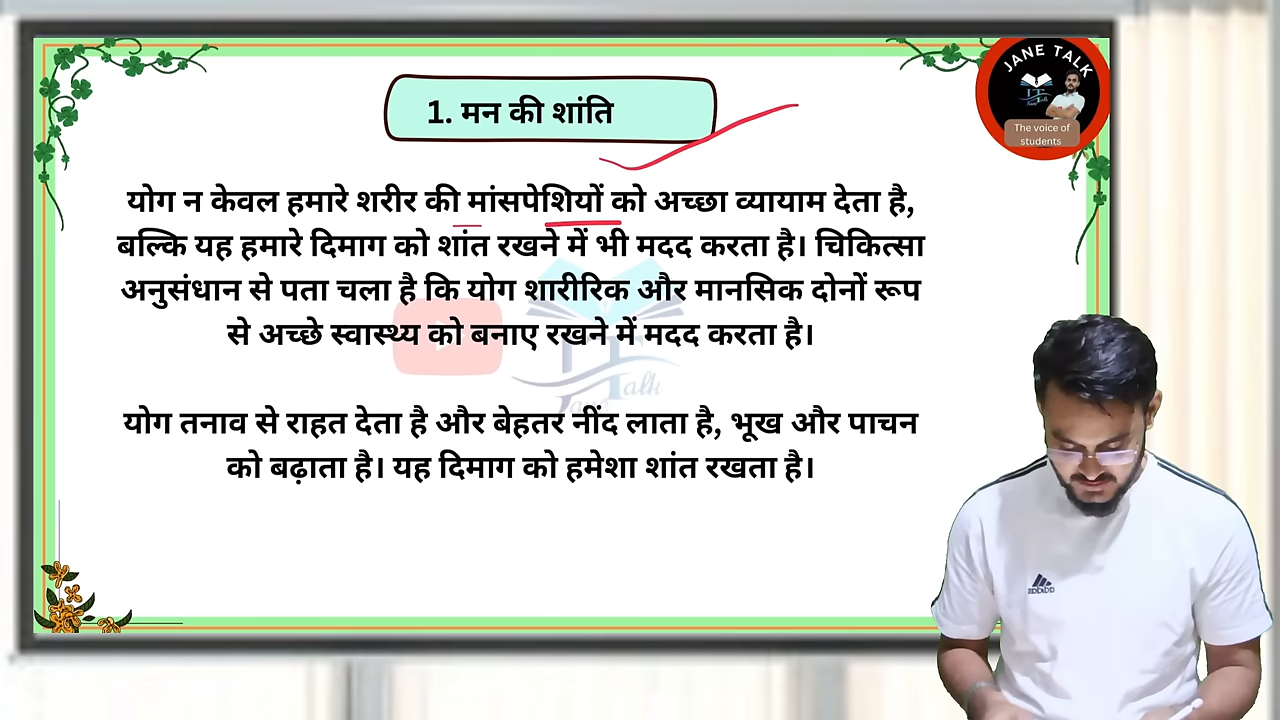 JANE TALK
The voice of
students
1. मन की शांति
योग न केवल हमारे शरीर की मांसपेशियों को अच्छा व्यायाम देता है,
बल्कि यह हमारे दिमाग को शांत रखने में भी मदद करता है। चिकित्सा
अनुसंधान से पता चला है कि योग शारीरिक और मानसिक दोनों रूप
से अच्छे स्वास्थ्य को बनाए रखने में मदद करता है।
योग तनाव से राहत देता है और बेहतर नींद लाता है, भूख और पाचन
को बढ़ाता है। यह दिमाग को हमेशा शांत रखता है।